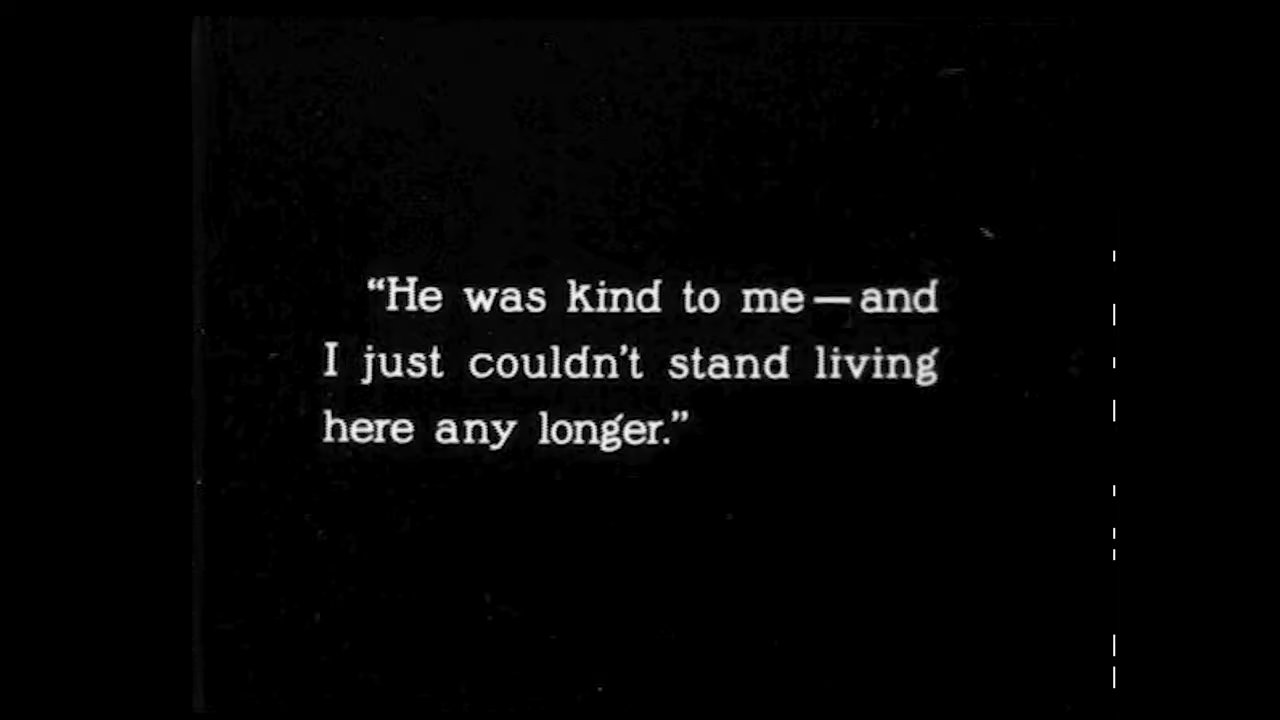 “He was kind to me—and
I just couldn’t stand living
here any longer.”